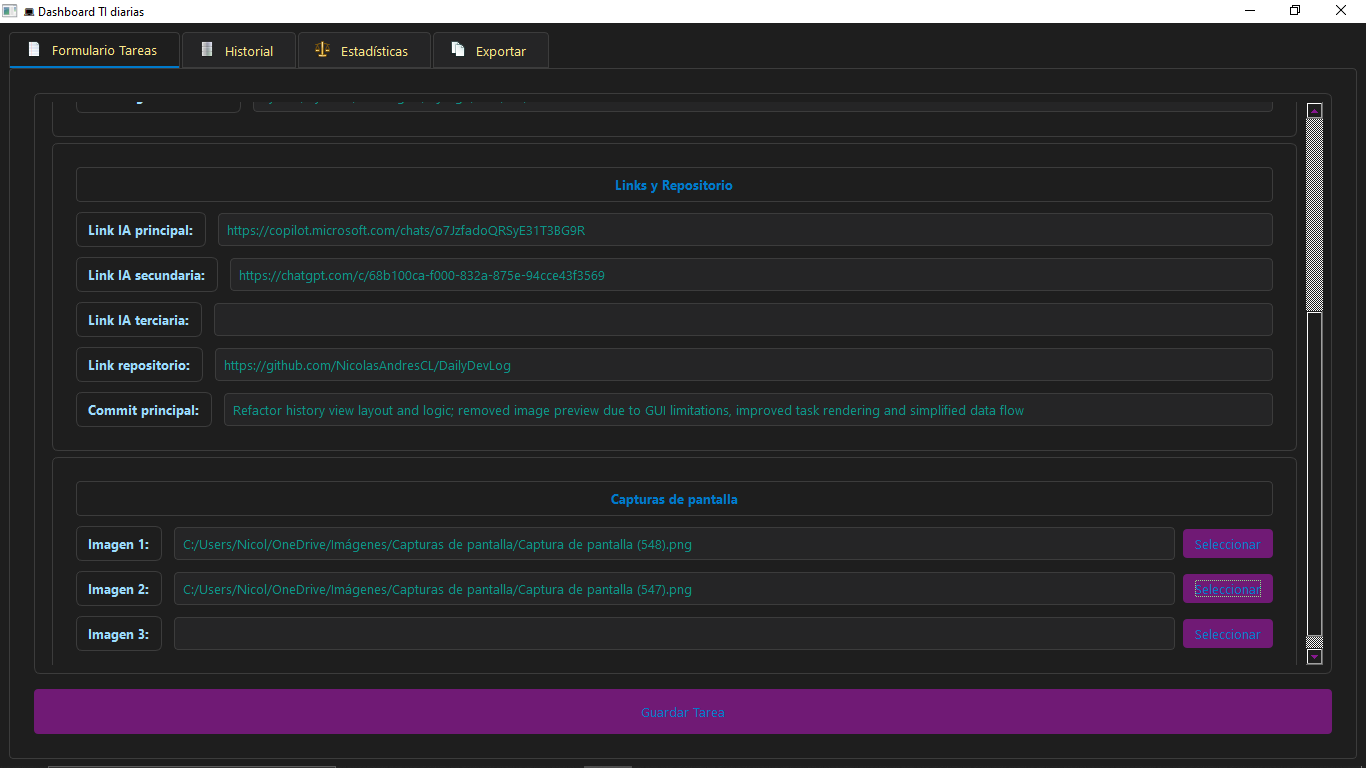 Dashboard TI diarias
Formulario Tareas
Historial
Estadísticas
Exportar
Links y Repositorio
Link IA principal: https://copilot.microsoft.com/chats/o7JzfadoQRSyE31T3BG9R
Link IA secundaria: https://chatgpt.com/c/68b100ca-f000-832a-875e-94cce43f3569
Link IA terciaria:
Link repositorio: https://github.com/NicolasAndresCL/DailyDevLog
Commit principal: Refactor history view layout and logic; removed image preview due to GUI limitations, improved task rendering and simplified data flow
Capturas de pantalla
Imagen 1: C:/Users/Nicol/OneDrive/Imágenes/Capturas de pantalla/Captura de pantalla (548).png Seleccionar
Imagen 2: C:/Users/Nicol/OneDrive/Imágenes/Capturas de pantalla/Captura de pantalla (547).png Seleccionar
Imagen 3: Seleccionar
Guardar Tarea